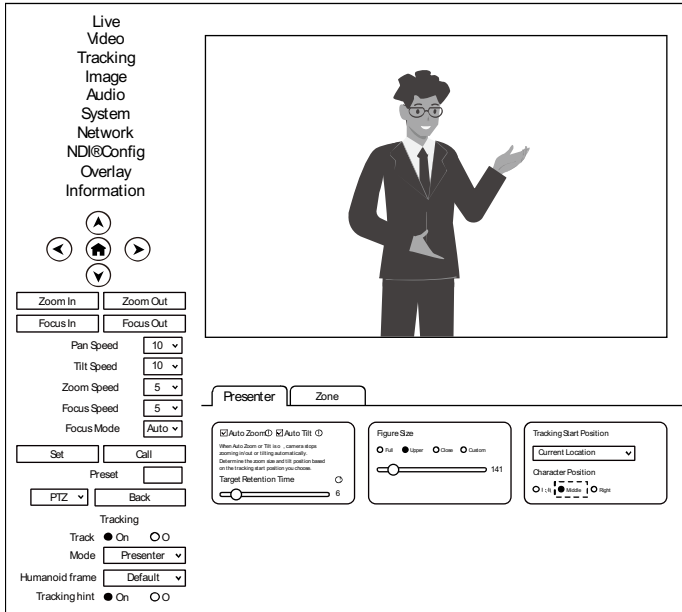 Live
Video
Tracking
Image
Audio
System
Network
NDI®Config
Overlay
Information
Zoom In Zoom Out
Focus In Focus Out
Pan Speed 10
Tilt Speed 10
Zoom Speed 5
Focus Speed 5
Focus Mode Auto
Set Call
Preset
PTZ Back
Tracking
Track On O
Mode Presenter
Humanoid frame Default
Tracking hint On O
Presenter Zone
Auto Zoom Auto Tilt
When Auto Zoom or Tilt is o , camera stops
zooming in/out or tilting automatically.
Determine the zoom size and tilt position based
on the tracking start position you choose.
Target Retention Time
6
Figure Size
Full Upper Close Custom
141
Tracking Start Position
Current Location
Character Position
Middle Right